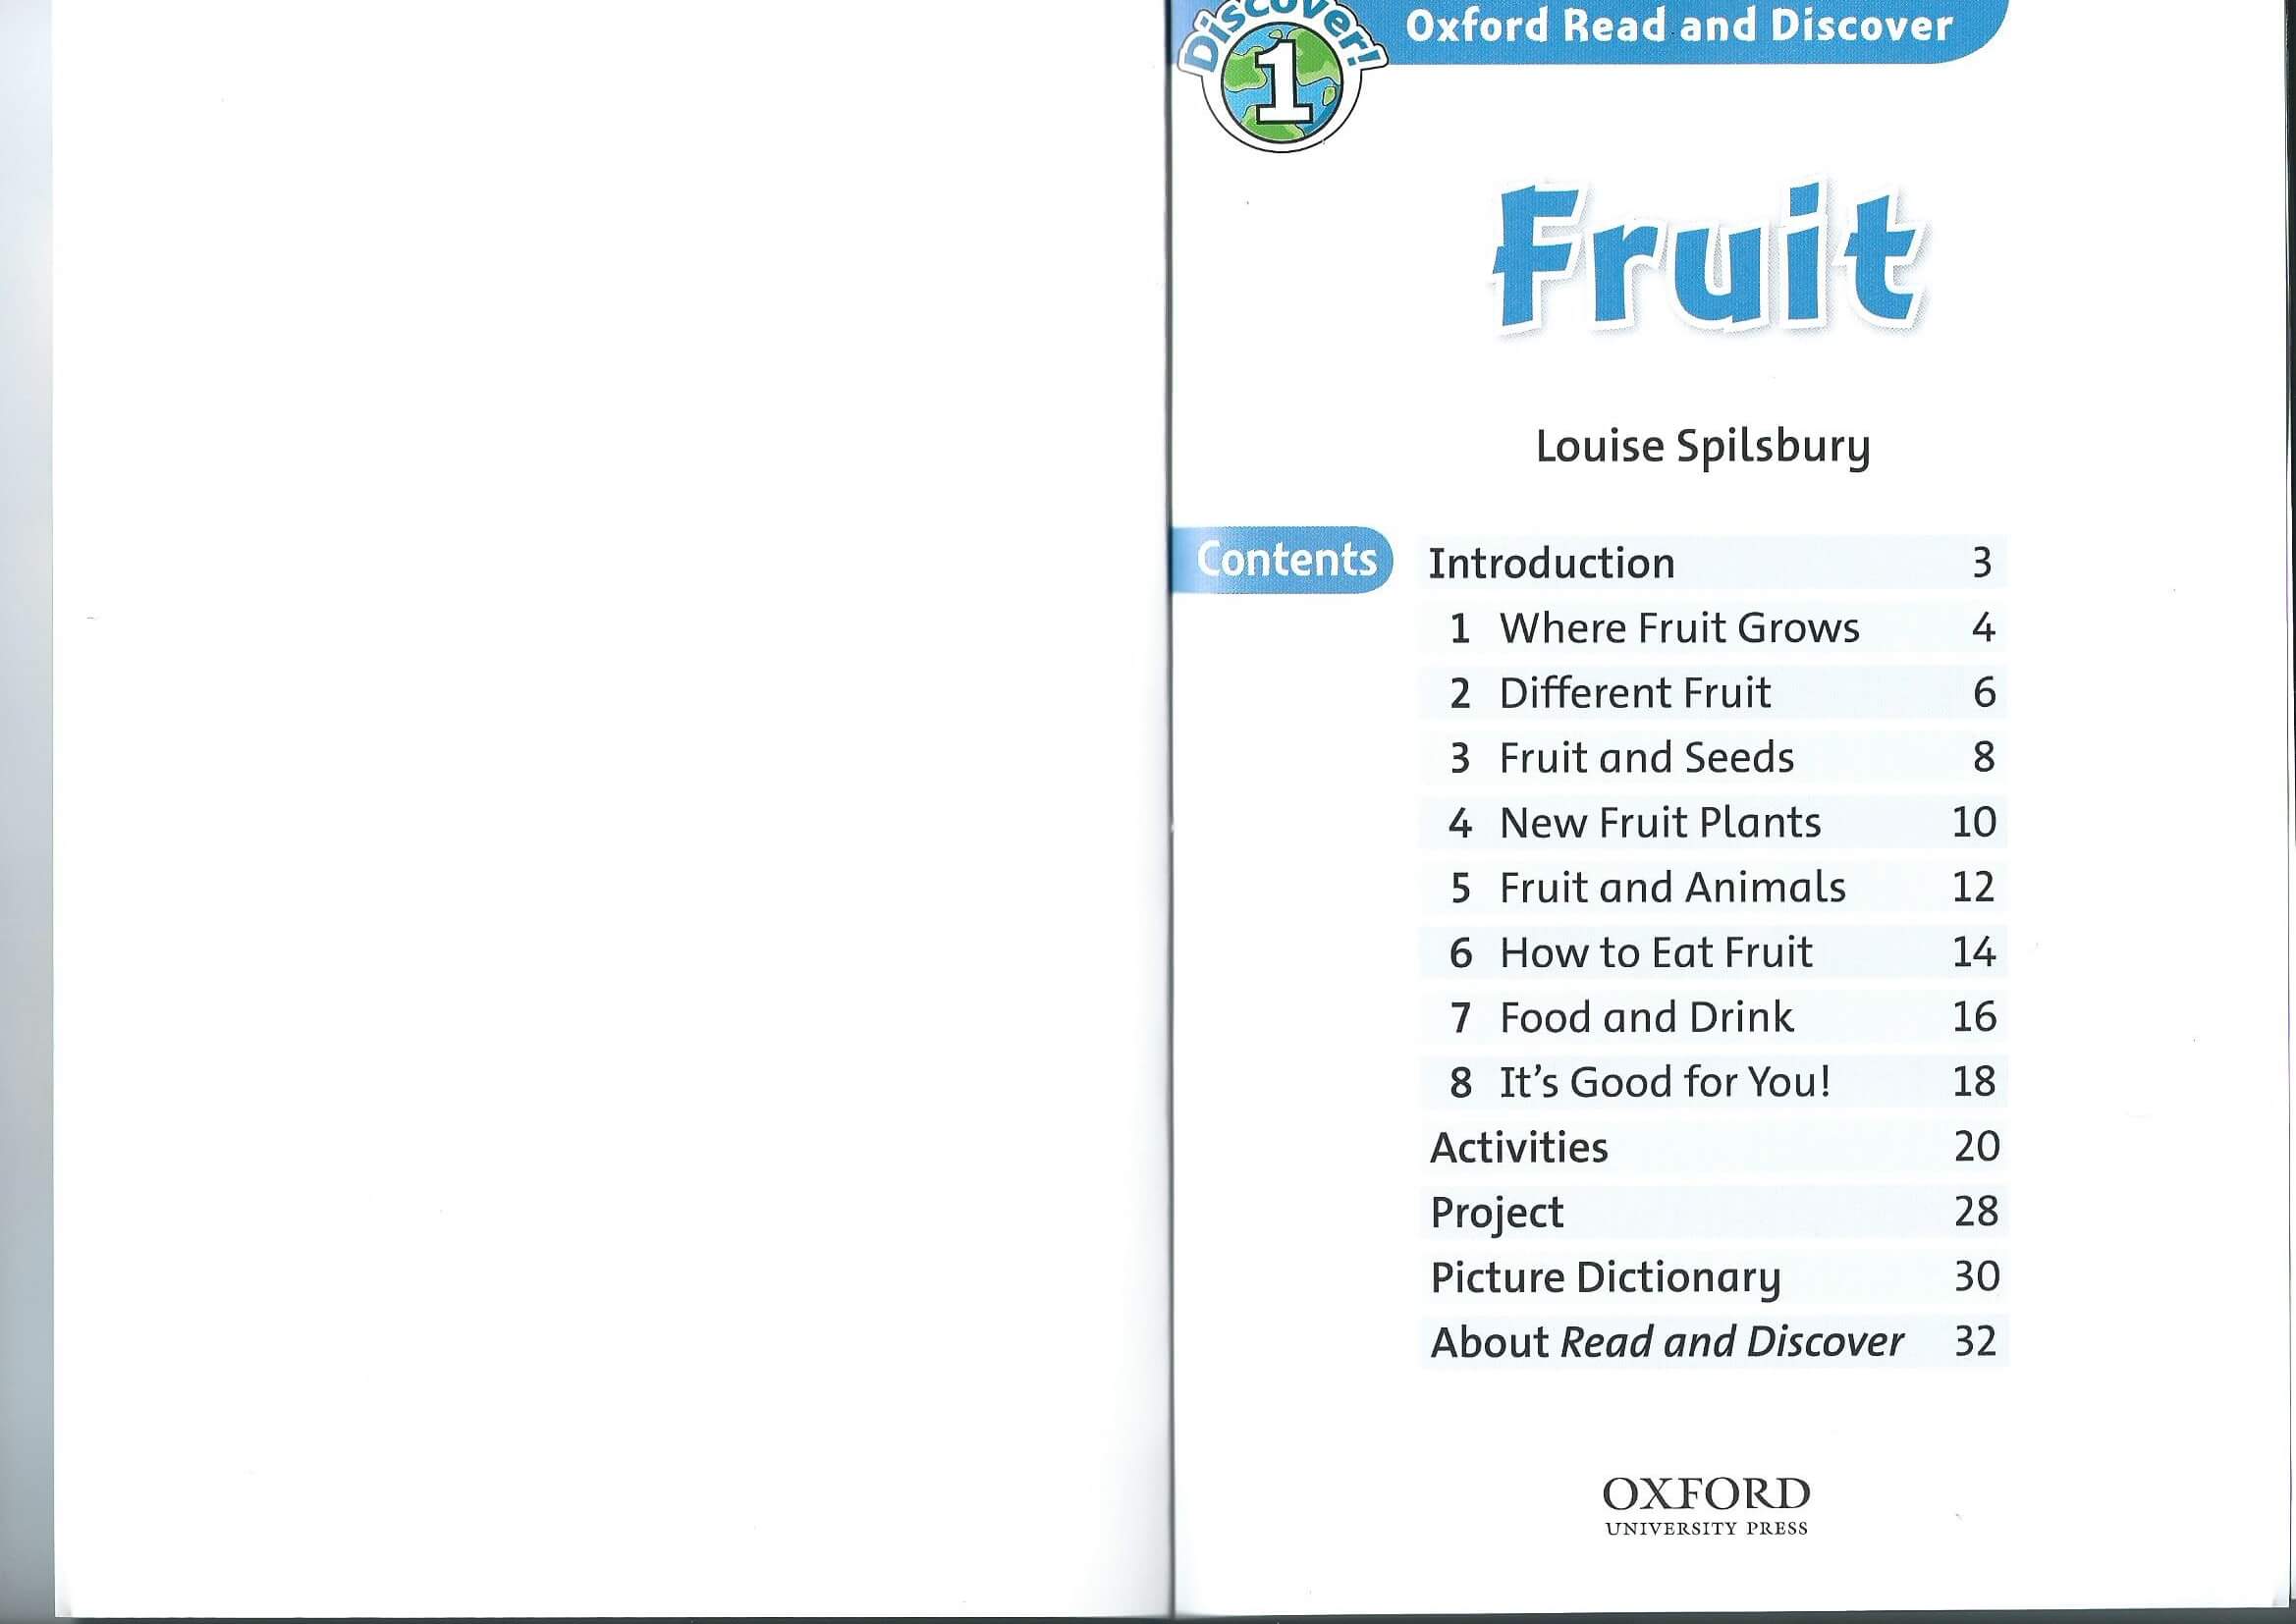 Discover!
1
Oxford Read and Discover
Fruit
Louise Spilsbury
Contents
Introduction 3
1 Where Fruit Grows 4
2 Different Fruit 6
3 Fruit and Seeds 8
4 New Fruit Plants 10
5 Fruit and Animals 12
6 How to Eat Fruit 14
7 Food and Drink 16
8 It's Good for You! 18
Activities 20
Project 28
Picture Dictionary 30
About Read and Discover 32
OXFORD
UNIVERSITY PRESS